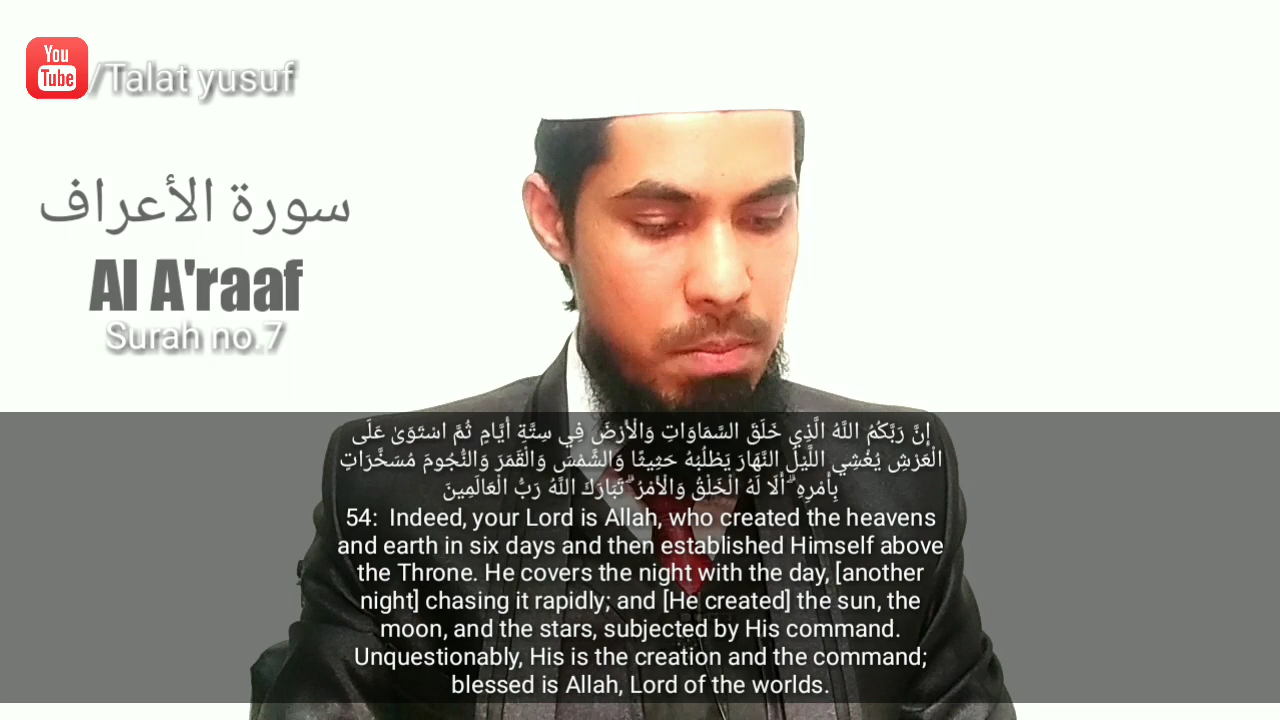 You
Tube
/Talat yusuf
سورة الأعراف
Al A'raaf
Surah no.7
إِنَّ رَبَّكُمُ اللَّهُ الَّذِي خَلَقَ السَّمَاوَاتِ وَالْأَرْضَ فِي سِتَّةِ أَيَّامٍ ثُمَّ اسْتَوَىٰ عَلَى
الْعَرْشِ يُغْشِي اللَّيْلَ النَّهَارَ يَطْلُبُهُ حَثِيثًا وَالشَّمْسَ وَالْقَمَرَ وَالنُّجُومَ مُسَخَّرَاتٍ
بِأَمْرِهِ ۗ أَلَا لَهُ الْخَلْقُ وَالْأَمْرُ ۗ تَبَارَكَ اللَّهُ رَبُّ الْعَالَمِينَ
54:  Indeed, your Lord is Allah, who created the heavens
and earth in six days and then established Himself above
the Throne. He covers the night with the day, [another
night] chasing it rapidly; and [He created] the sun, the
moon, and the stars, subjected by His command.
Unquestionably, His is the creation and the command;
blessed is Allah, Lord of the worlds.